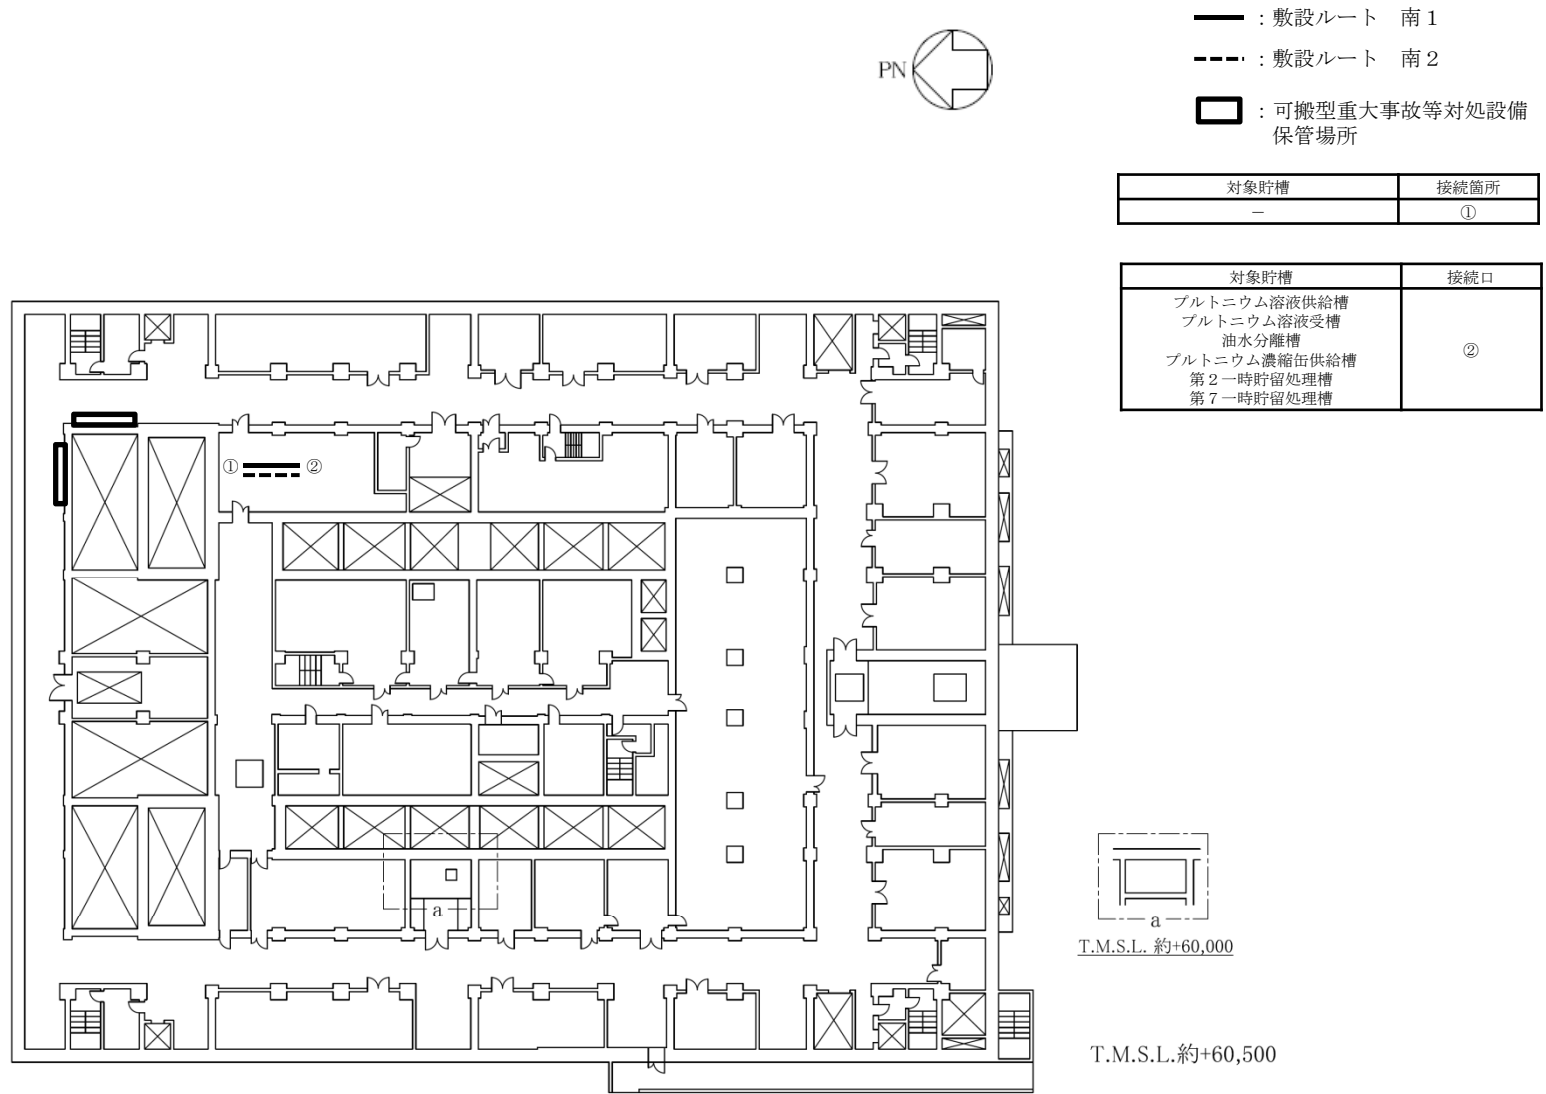 ：敷設ルート　南１
：敷設ルート　南２
：可搬型重大事故等対処設備
保管場所
PN
対象貯槽 接続箇所
－ ①
対象貯槽 接続口
プルトニウム溶液供給槽
プルトニウム溶液受槽
油水分離槽
プルトニウム濃縮缶供給槽
第２一時貯留処理槽
第７一時貯留処理槽
②
① ②
a
a
T.M.S.L. 約+60,000
T.M.S.L.約+60,500